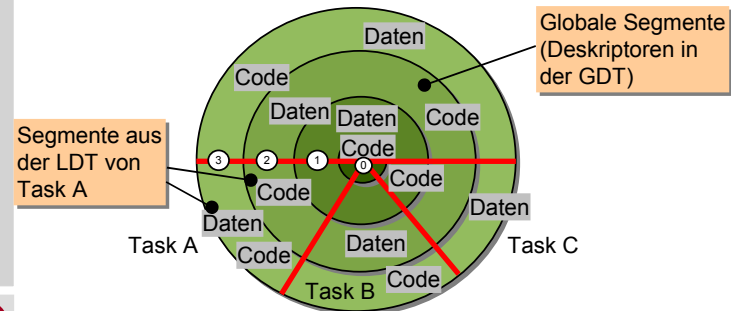 Daten
Globale Segmente
(Deskriptoren in
der GDT)
Code
Daten
Daten
Code
Segmente aus
der LDT von
Task A
Code
3
2
1
0
Code
Code
Daten
Daten
Task A
Daten
Task C
Code
Code
Task B